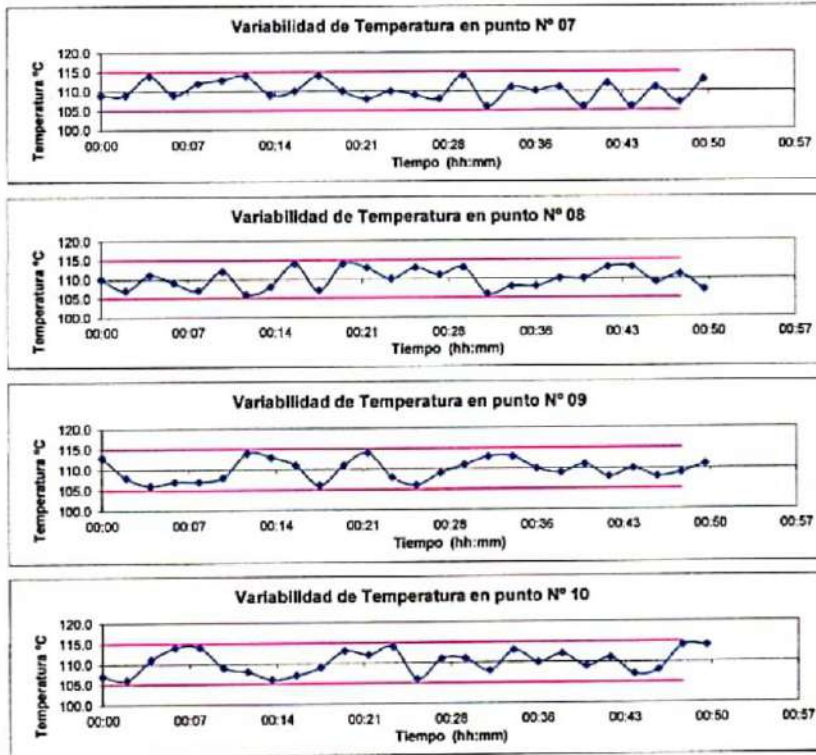 Variabilidad de Temperatura en punto Nº 07
Temperatura ºC
120.0
115.0
110.0
105.0
100.0
00:00 00:07 00:14 00:21 00:28 00:36 00:43 00:50 00:57
Tiempo (hh:mm)
Variabilidad de Temperatura en punto Nº 08
Temperatura ºC
120.0
115.0
110.0
105.0
100.0
00:00 00:07 00:14 00:21 00:28 00:36 00:43 00:50 00:57
Tiempo (hh:mm)
Variabilidad de Temperatura en punto Nº 09
Temperatura ºC
120.0
115.0
110.0
105.0
100.0
00:00 00:07 00:14 00:21 00:28 00:36 00:43 00:50 00:57
Tiempo (hh:mm)
Variabilidad de Temperatura en punto Nº 10
Temperatura ºC
120.0
115.0
110.0
105.0
100.0
00:00 00:07 00:14 00:21 00:28 00:36 00:43 00:50 00:57
Tiempo (hh:mm)